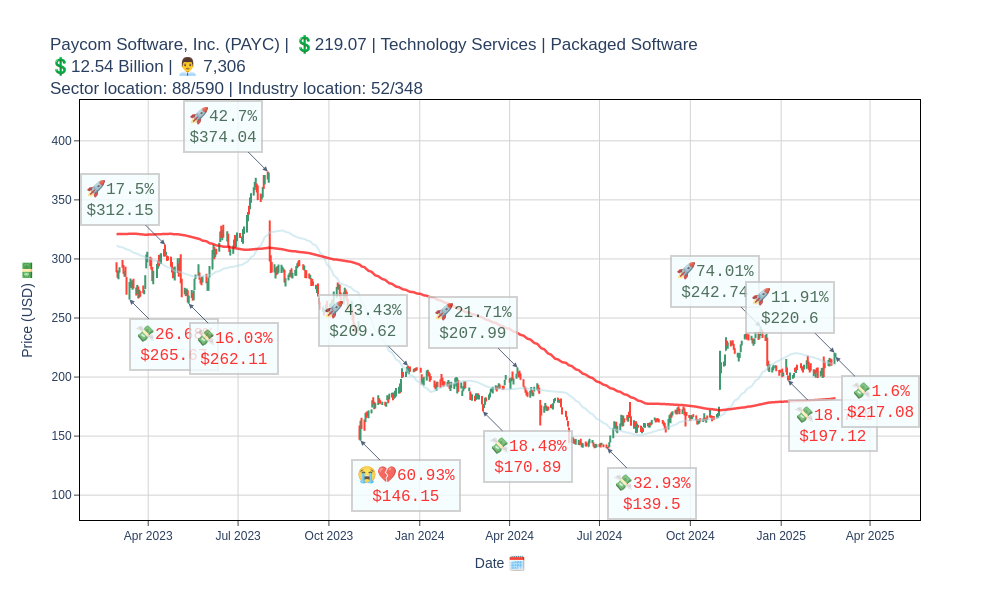 Paycom Software, Inc. (PAYC) | 💲219.07 | Technology Services | Packaged Software
💲12.54 Billion | 👨‍💼 7,306
Sector location: 88/590 | Industry location: 52/348
🚀42.7%
$374.04
🚀17.5%
$312.15
🚀74.01%
$242.74
🚀11.91%
$220.6
🚀43.43%
$209.62
🚀21.71%
$207.99
💸26.6
$265.
💸16.03%
$262.11
💸1.6%
$217.08
💸18.
$197.12
💸18.48%
$170.89
😭💔60.93%
$146.15
💸32.93%
$139.5
Price (USD) 💵
400
350
300
250
200
150
100
Apr 2023
Jul 2023
Oct 2023
Jan 2024
Apr 2024
Jul 2024
Oct 2024
Jan 2025
Apr 2025
Date 🗓️